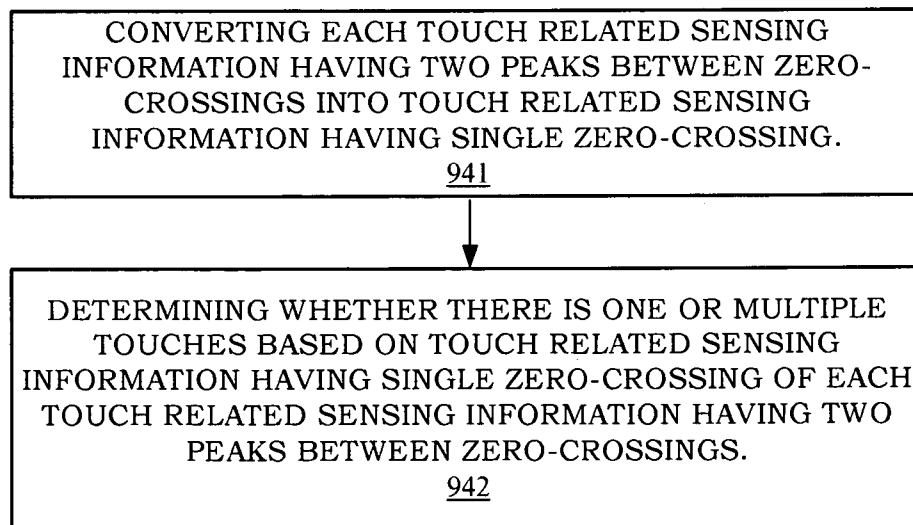 CONVERTING EACH TOUCH RELATED SENSING
INFORMATION HAVING TWO PEAKS BETWEEN ZERO-
CROSSINGS INTO TOUCH RELATED SENSING
INFORMATION HAVING SINGLE ZERO-CROSSING.
941
DETERMINING WHETHER THERE IS ONE OR MULTIPLE
TOUCHES BASED ON TOUCH RELATED SENSING
INFORMATION HAVING SINGLE ZERO-CROSSING OF EACH
TOUCH RELATED SENSING INFORMATION HAVING TWO
PEAKS BETWEEN ZERO-CROSSINGS.
942